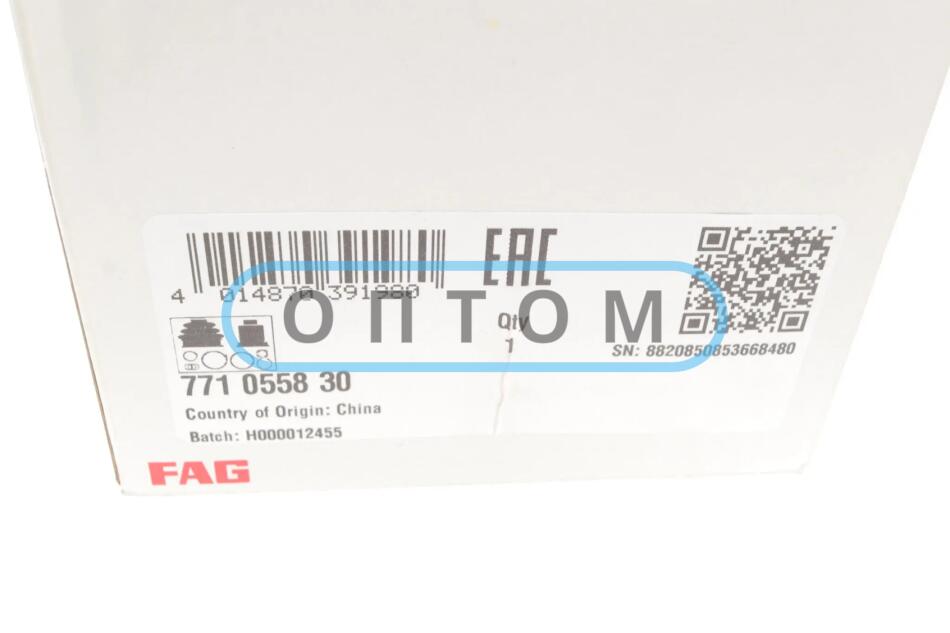 EAC
4 014870 391980
ОПТОМ
Qty
1
SN: 8820850853668480
771 0558 30
Country of Origin: China
Batch: H000012455
FAG